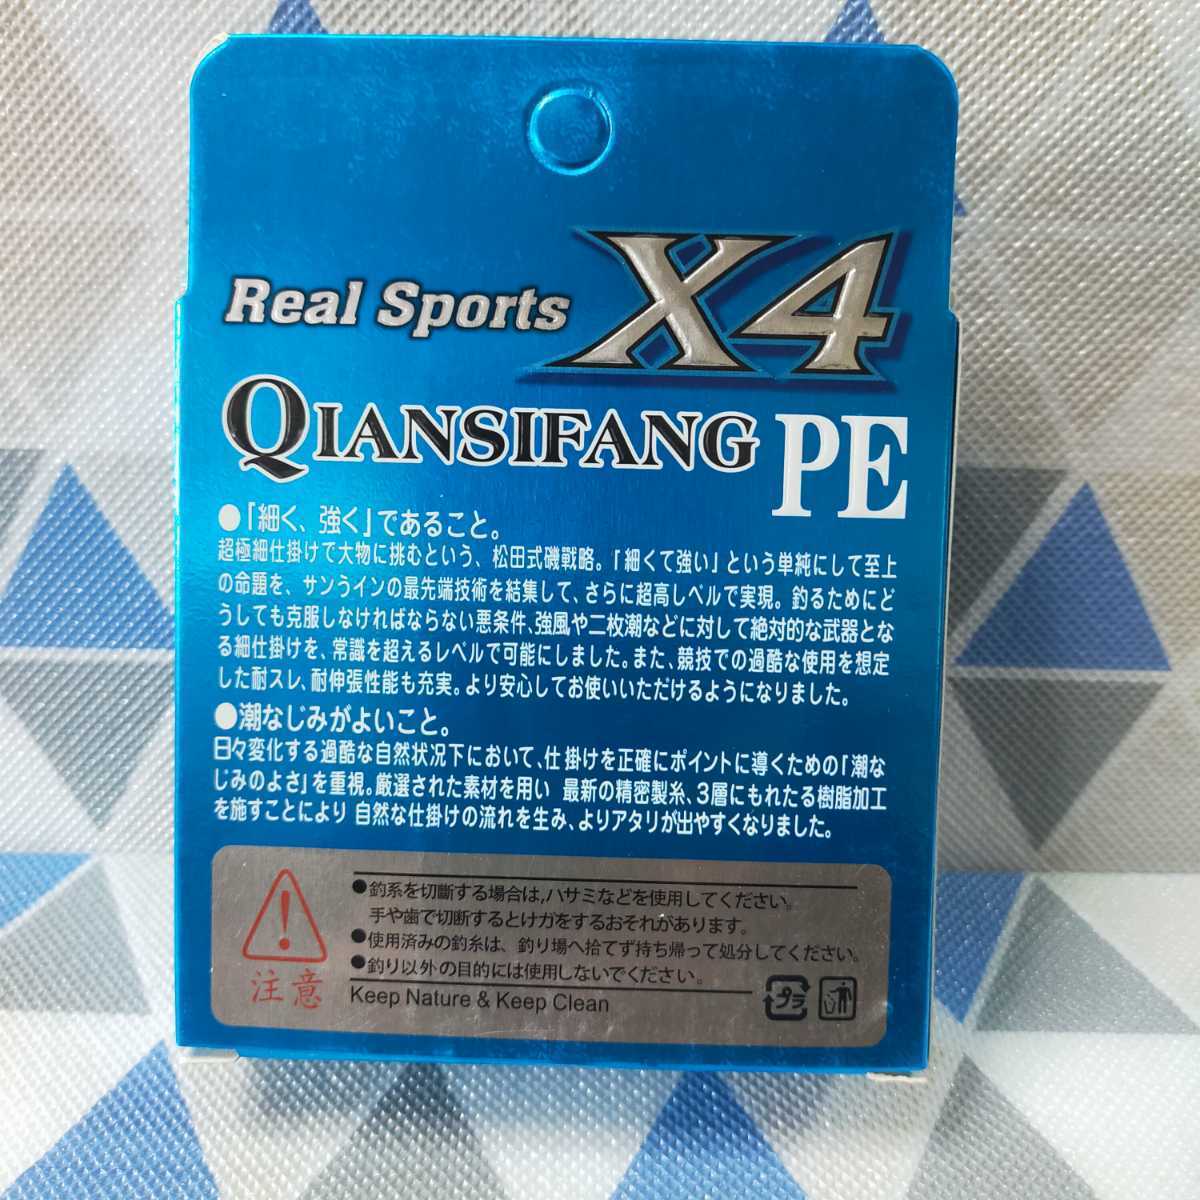 Real Sports X4
QIANSIFANG PE
●「細く、強く」であること。
超極細仕掛けで大物に挑むという、松田式磯戦略。「細くて強い」という単純にして至上
の命題を、サンうインの最先端技術を結集して、さらに超高しベルで実現。釣るためにど
うしても克服しなければならない悪条件、強風や二枚潮などに対して絶対的な武器とな
る細仕掛けを、常識を超えるレベルで可能にしました。また、競技での過酷な使用を想定
した耐スレ、耐伸張性能も充実。より安心してお使いいただけるようになりました。
●潮なじみがよいこと。
日々変化する過酷な自然状況下において、仕掛けを正確にポイントに導くための「潮な
じみのよさ」を重視。厳選された素材を用い 最新の精密製糸、3層にもれたる樹脂加工
を施すことにより 自然な仕掛けの流れを生み、よりアタリが出やすくなりました。
●釣系を切斷する場合は,ハサミなどを使用してください。
手や歯で切断するとけガをするおそれがあります。
●使用済みの釣糸は、釣り場へ拾てず持ち帰って処分してください。
●釣り以外の目的には使用しないでください。
注意
Keep Nature & Keep Clean
プラ